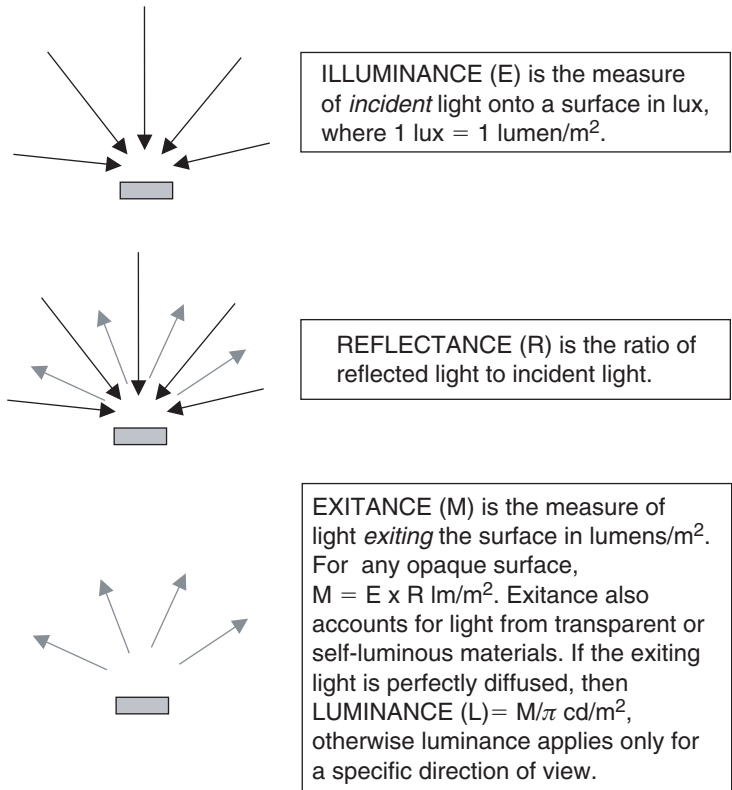 ILLUMINANCE (E) is the measure
of incident light onto a surface in lux,
where 1 lux = 1 lumen/m².
REFLECTANCE (R) is the ratio of
reflected light to incident light.
EXITANCE (M) is the measure of
light exiting the surface in lumens/m².
For any opaque surface,
M = E x R lm/m². Exitance also
accounts for light from transparent or
self-luminous materials. If the exiting
light is perfectly diffused, then
LUMINANCE (L)= M/π cd/m²,
otherwise luminance applies only for
a specific direction of view.